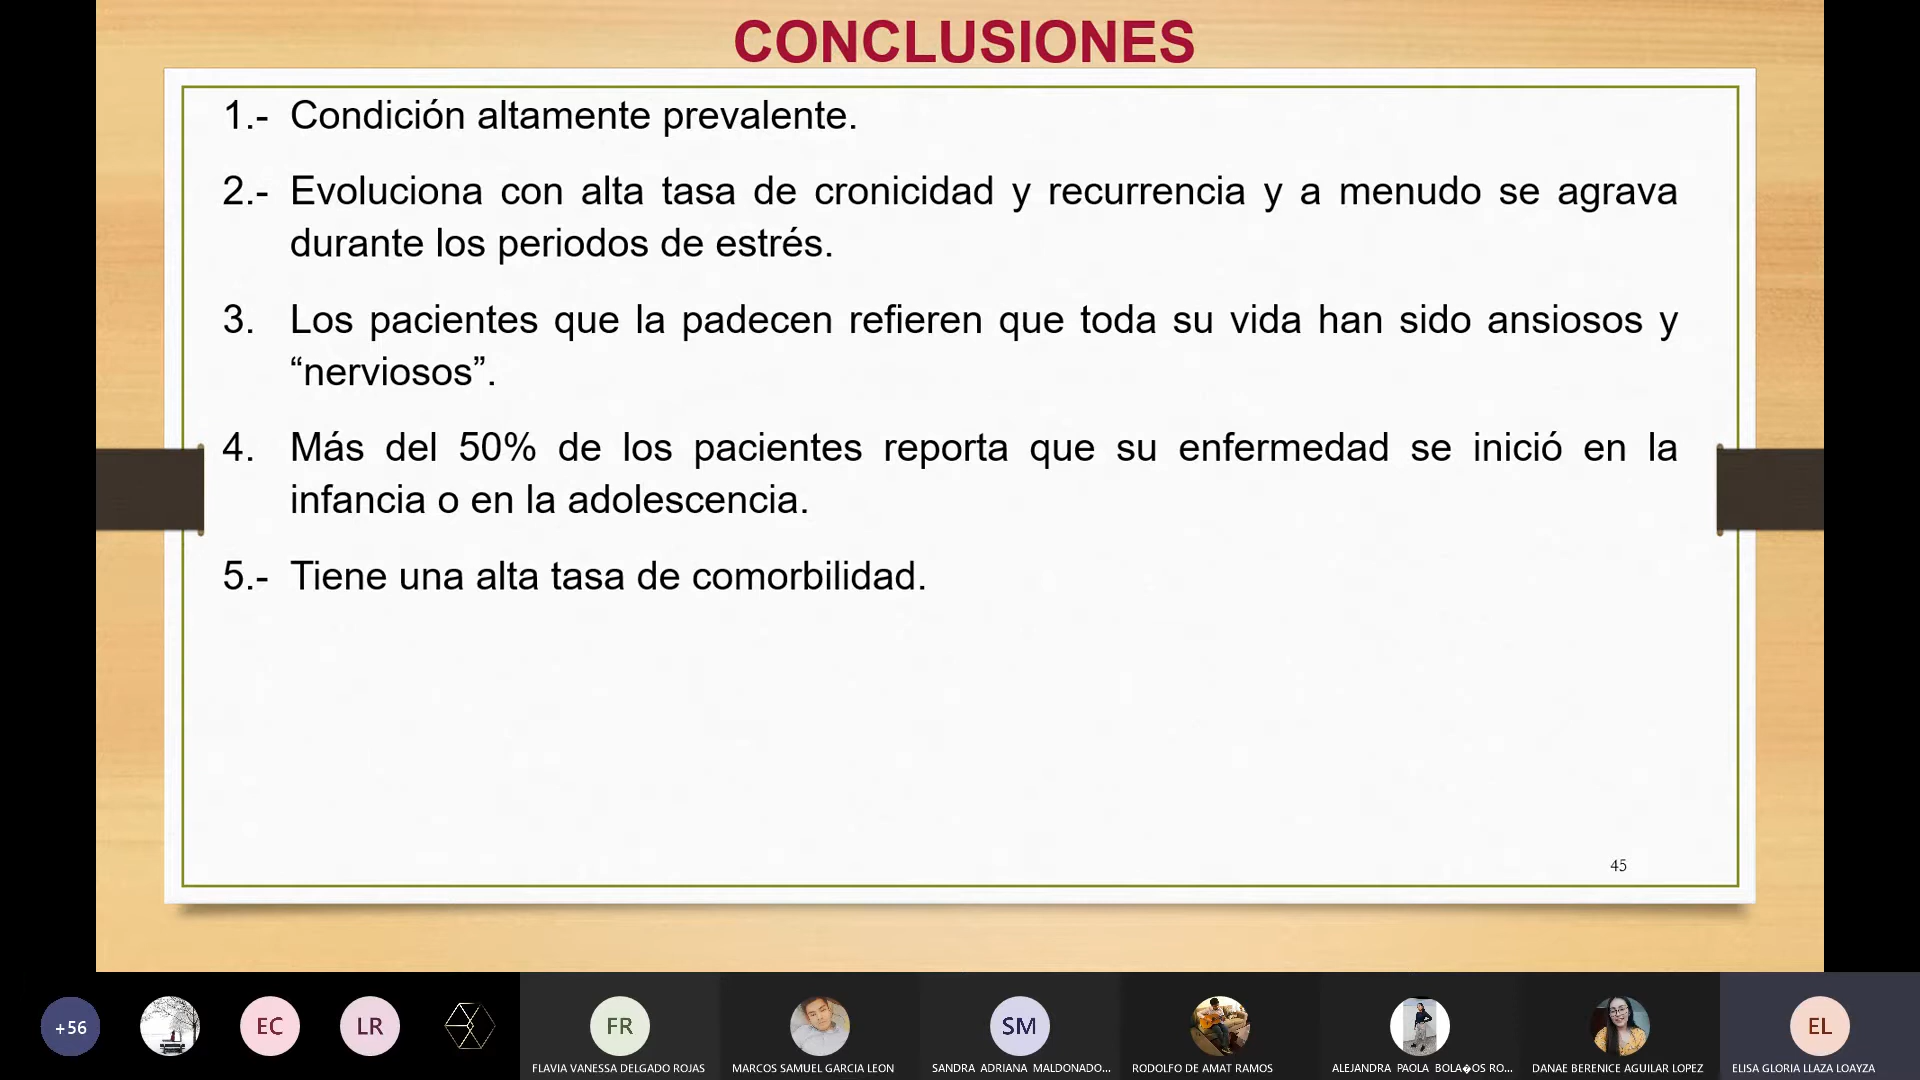 CONCLUSIONES
1.- Condición altamente prevalente.
2.- Evoluciona con alta tasa de cronicidad y recurrencia y a menudo se agrava
durante los periodos de estrés.
3. Los pacientes que la padecen refieren que toda su vida han sido ansiosos y
“nerviosos”.
4. Más del 50% de los pacientes reporta que su enfermedad se inició en la
infancia o en la adolescencia.
5.- Tiene una alta tasa de comorbilidad.
45
+56
EC
LR
FR
SM
EL
FLAVIA VANESSA DELGADO ROJAS
MARCOS SAMUEL GARCIA LEON
SANDRA ADRIANA MALDONADO...
RODOLFO DE AMAT RAMOS
ALEJANDRA PAOLA BOLA�OS RO...
DANAE BERENICE AGUILAR LOPEZ
ELISA GLORIA LLAZA LOAYZA